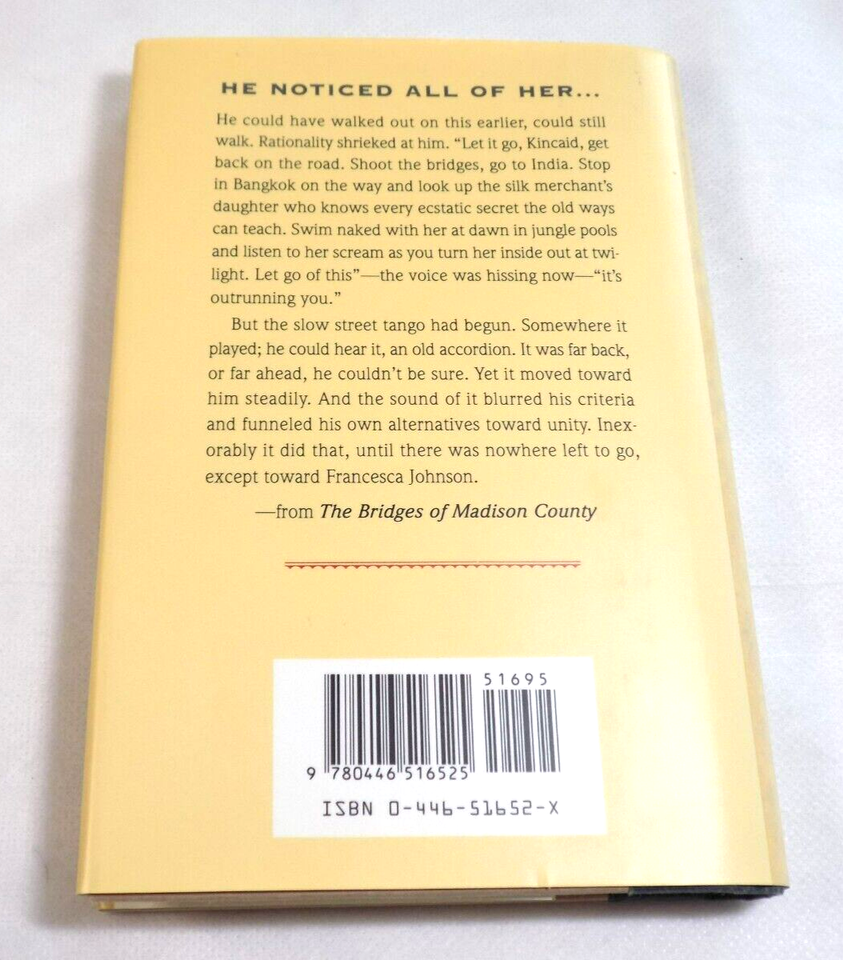 HE NOTICED ALL OF HER...
He could have walked out on this earlier, could still
walk. Rationality shrieked at him. “Let it go, Kincaid, get
back on the road. Shoot the bridges, go to India. Stop
in Bangkok on the way and look up the silk merchant’s
daughter who knows every ecstatic secret the old ways
can teach. Swim naked with her at dawn in jungle pools
and listen to her scream as you turn her inside out at twi-
light. Let go of this”—the voice was hissing now—“it’s
outrunning you.”
But the slow street tango had begun. Somewhere it
played; he could hear it, an old accordion. It was far back,
or far ahead, he couldn’t be sure. Yet it moved toward
him steadily. And the sound of it blurred his criteria
and funneled his own alternatives toward unity. Inex-
orably it did that, until there was nowhere left to go,
except toward Francesca Johnson.
—from The Bridges of Madison County
51695
9 780446 516525
ISBN 0-446-51652-X